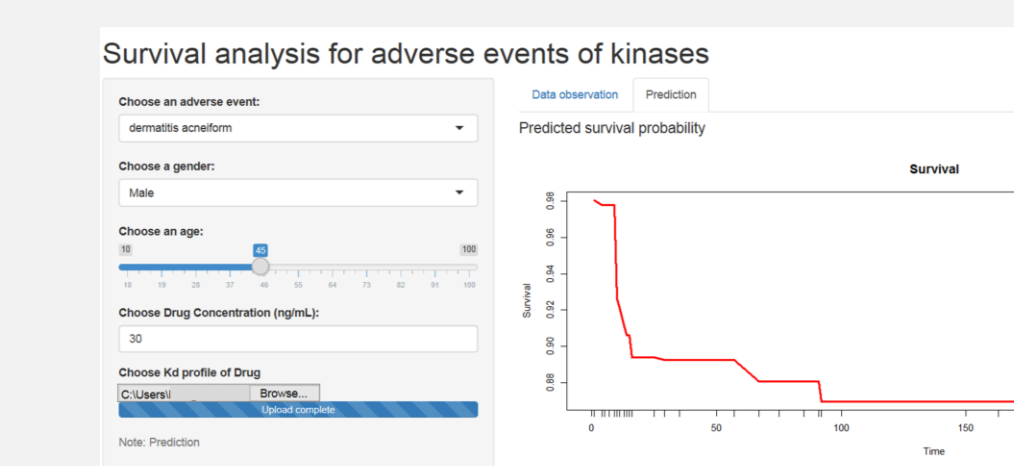 Survival analysis for adverse events of kinases
Choose an adverse event:
dermatitis acneiform
Choose a gender:
Male
Choose an age:
10 45 100
10 19 28 37 46 55 64 73 82 91 100
Choose Drug Concentration (ng/mL):
30
Choose Kd profile of Drug
C:\Users\l Browse...
Upload complete
Note: Prediction
Data observation Prediction
Predicted survival probability
Survival
0.98
0.96
0.94
0.92
0.90
0.88
Survival
0 50 100 150
Time